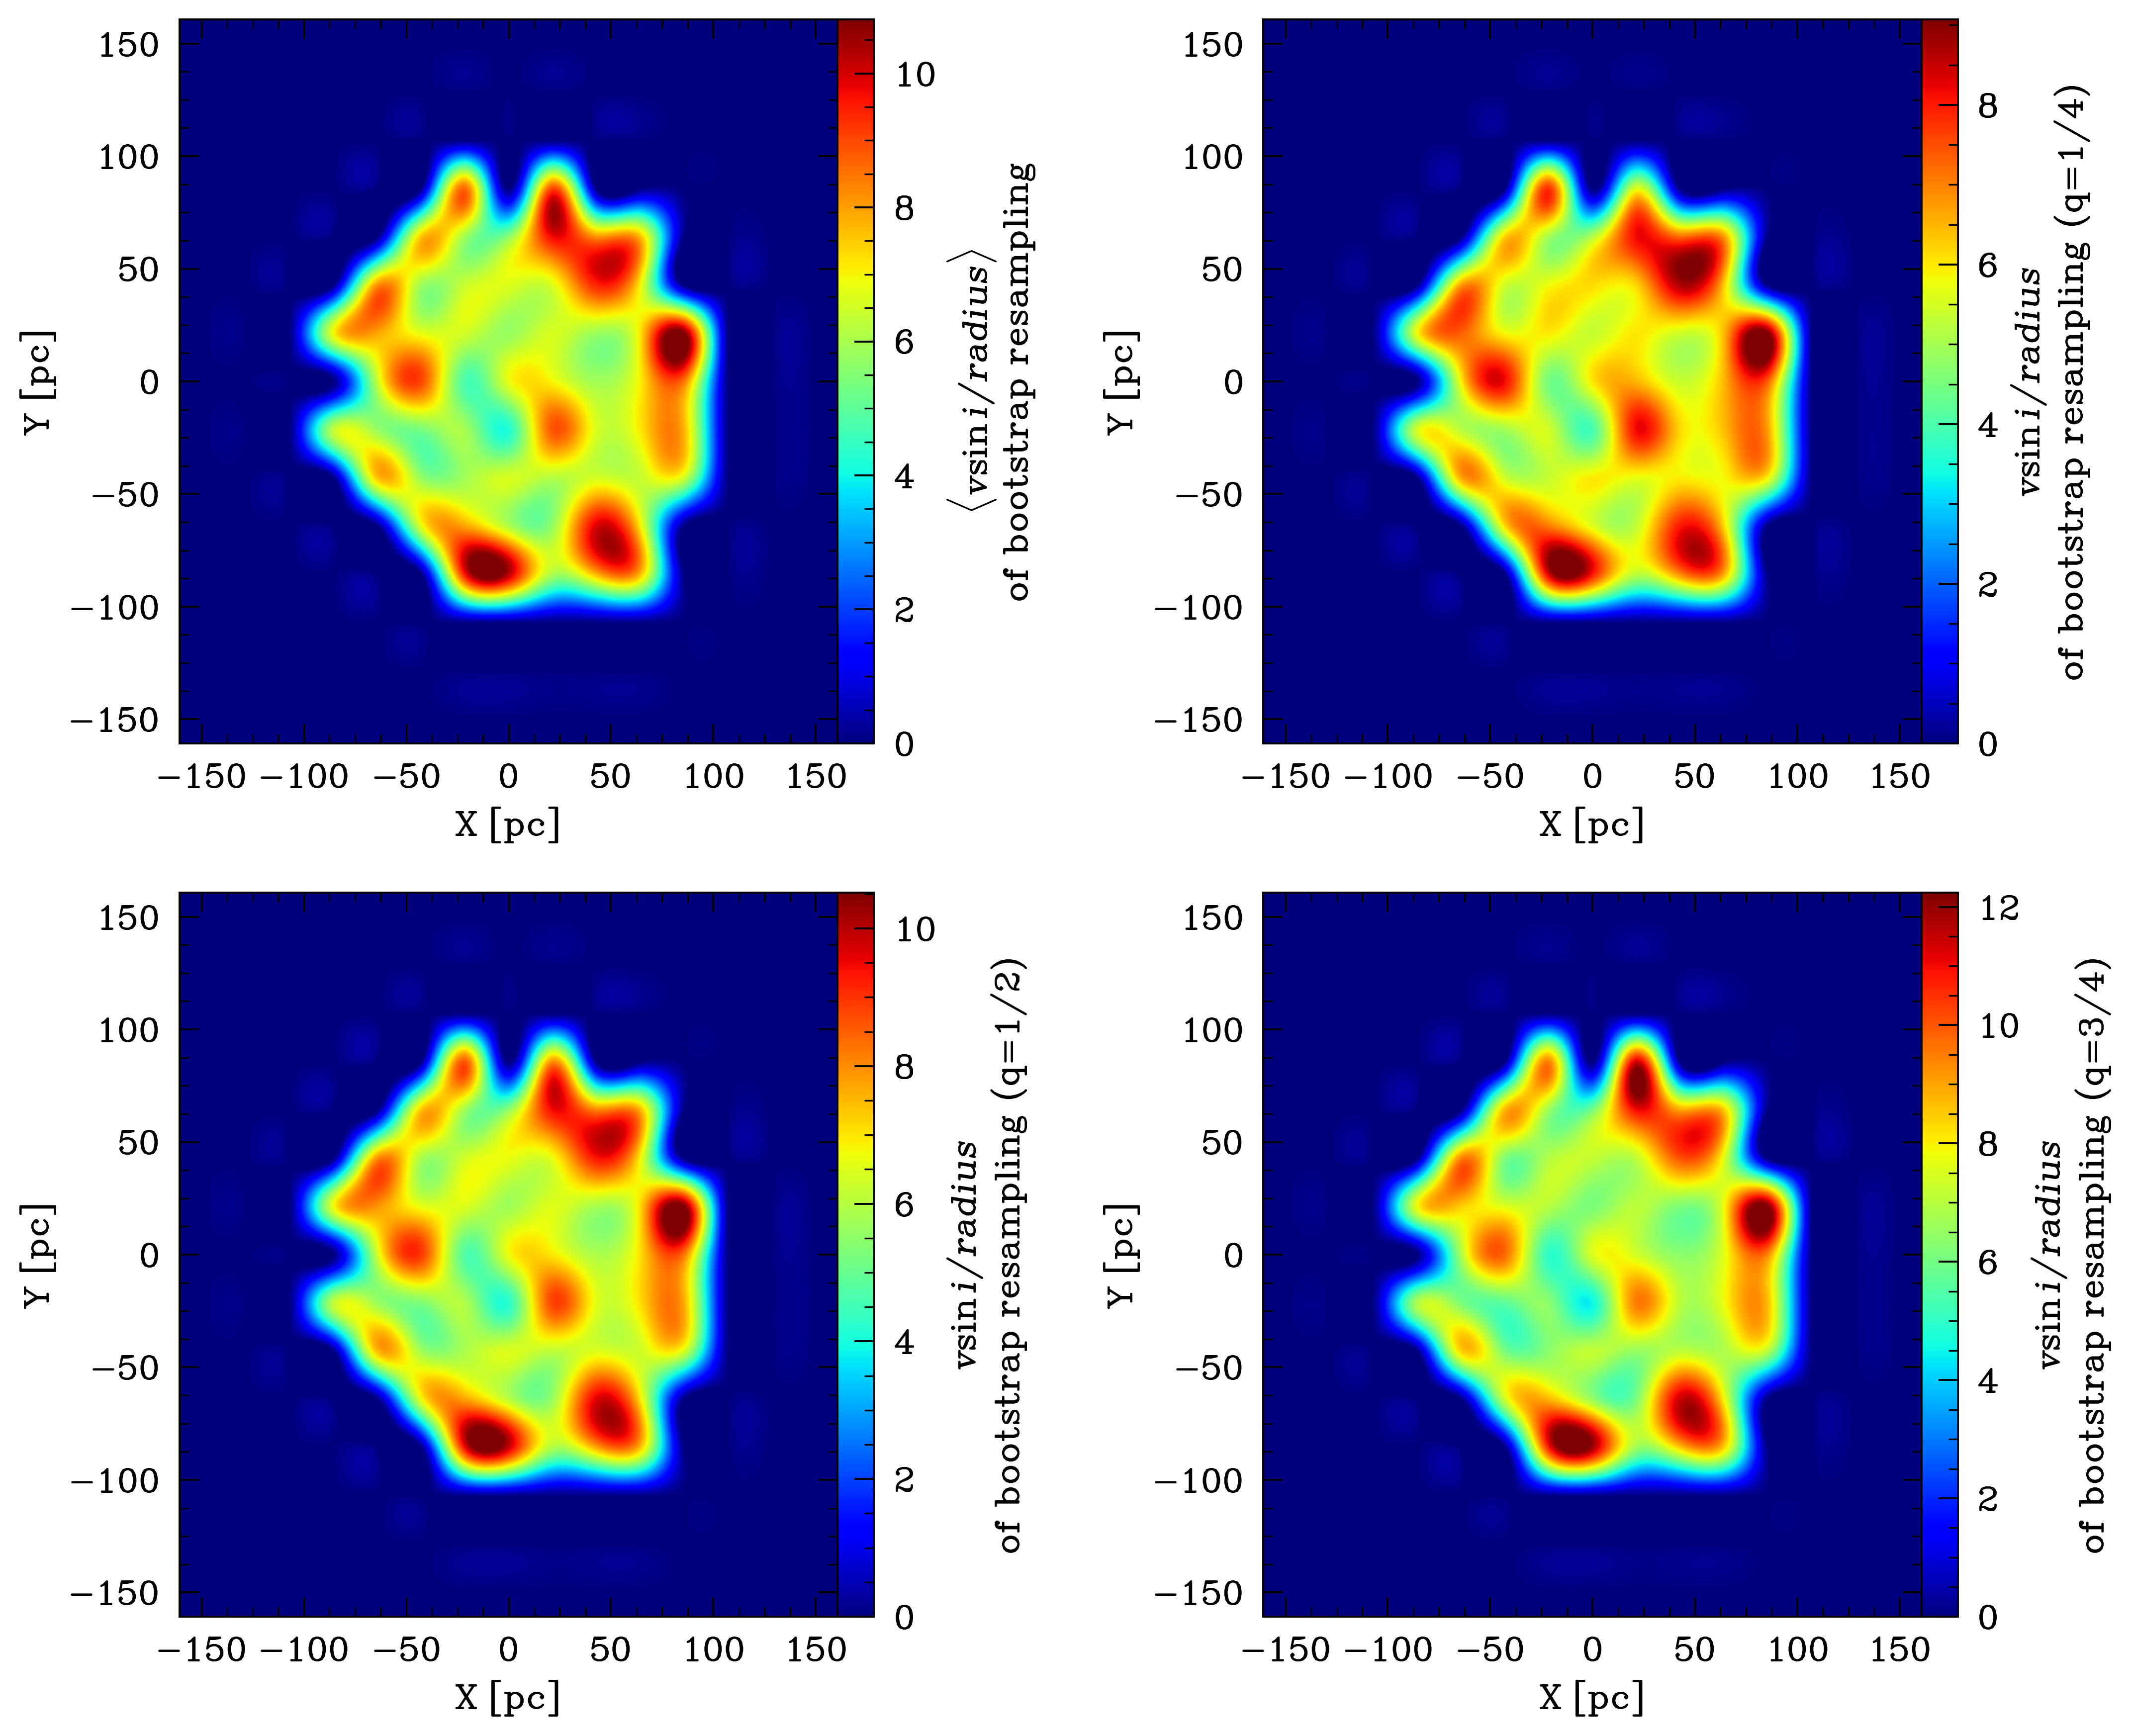 150
100
50
0
−50
−100
−150
Y [pc]
−150 −100 −50 0 50 100 150
X [pc]
10
8
6
4
2
0
⟨vsin i/radius⟩
of bootstrap resampling
150
100
50
0
−50
−100
−150
Y [pc]
−150 −100 −50 0 50 100 150
X [pc]
8
6
4
2
0
vsin i/radius
of bootstrap resampling (q=1/4)
150
100
50
0
−50
−100
−150
Y [pc]
−150 −100 −50 0 50 100 150
X [pc]
10
8
6
4
2
0
vsin i/radius
of bootstrap resampling (q=1/2)
150
100
50
0
−50
−100
−150
Y [pc]
−150 −100 −50 0 50 100 150
X [pc]
12
10
8
6
4
2
0
vsin i/radius
of bootstrap resampling (q=3/4)